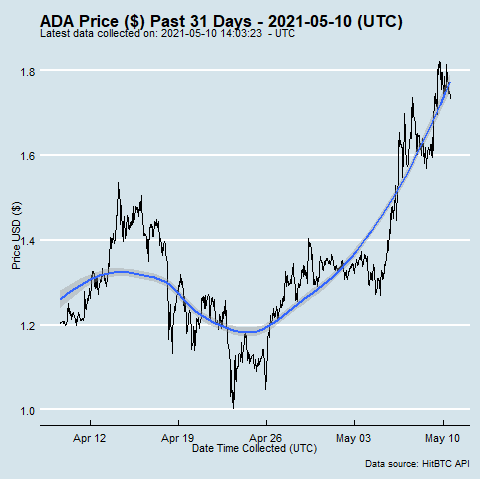 ADA Price ($) Past 31 Days - 2021-05-10 (UTC)
Latest data collected on: 2021-05-10 14:03:23 - UTC
1.8
1.6
1.4
1.2
1.0
Price USD ($)
Apr 12 Apr 19 Apr 26 May 03 May 10
Date Time Collected (UTC)
Data source: HitBTC API